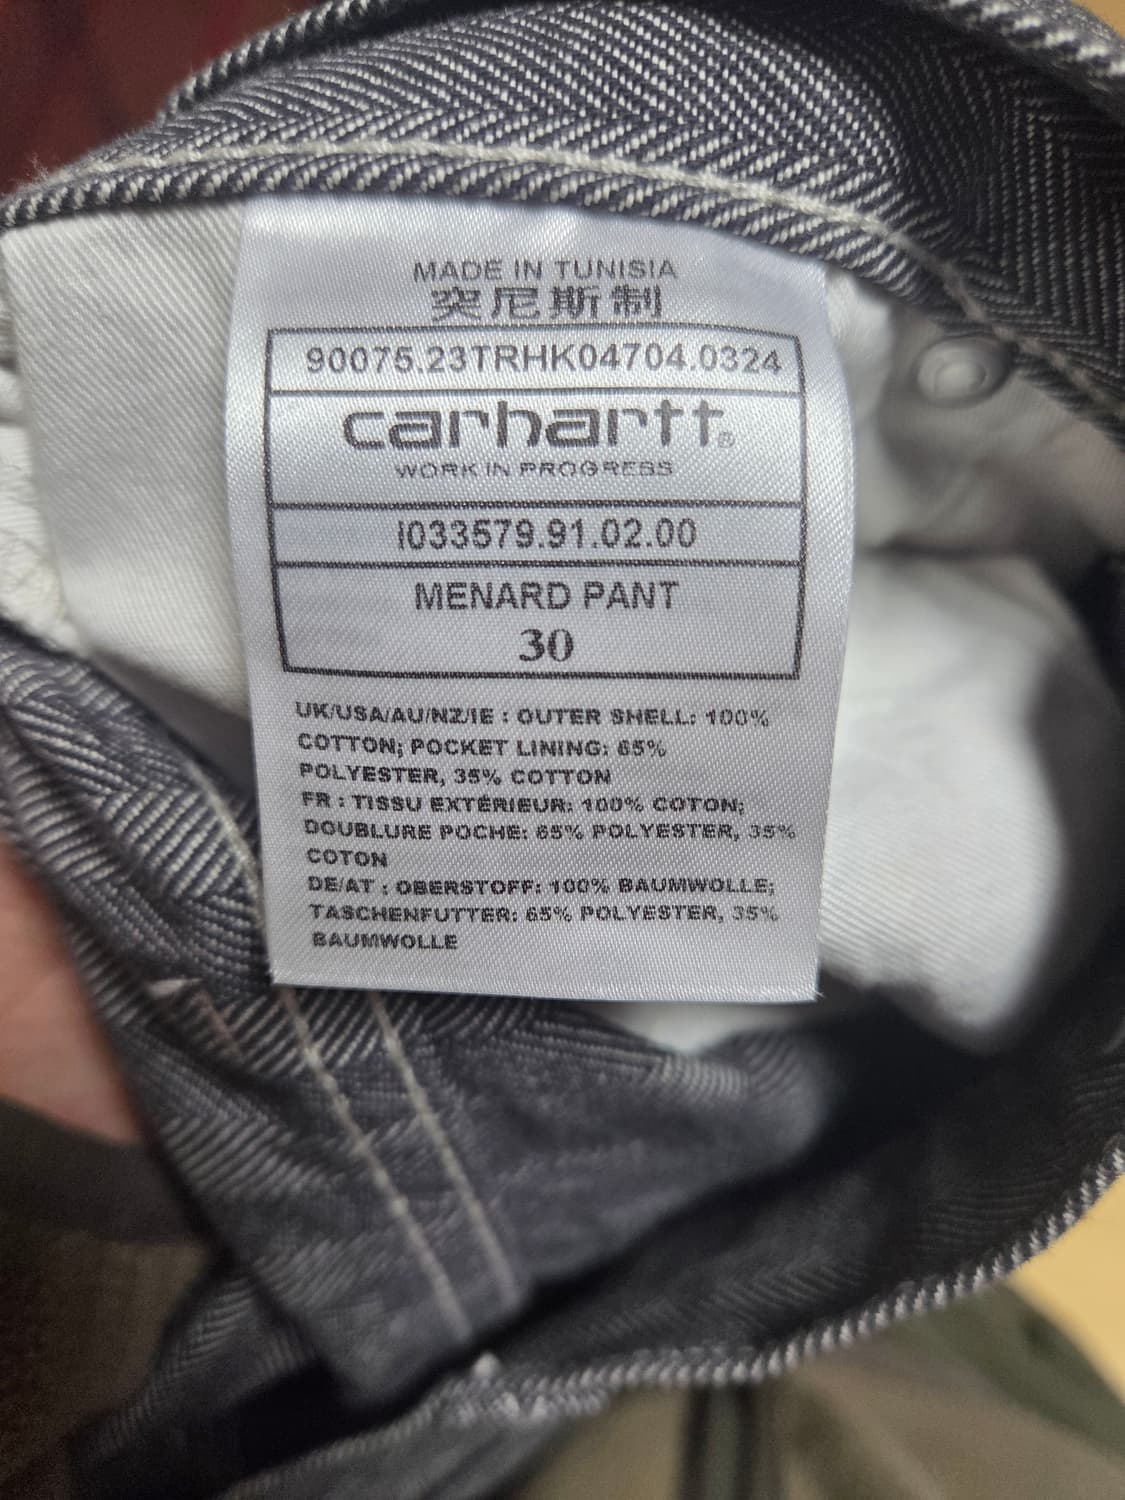 MADE IN TUNISIA
突尼斯制
90075.23TRHK04704.0324
carhartt®
WORK IN PROGRESS
I033579.91.02.00
MENARD PANT
30
UK/USA/AU/NZ/IE : OUTER SHELL: 100%
COTTON; POCKET LINING: 65%
POLYESTER, 35% COTTON
FR : TISSU EXTÉRIEUR: 100% COTON;
DOUBLURE POCHE: 65% POLYESTER, 35%
COTON
DE/AT : OBERSTOFF: 100% BAUMWOLLE;
TASCHENFUTTER: 65% POLYESTER, 35%
BAUMWOLLE